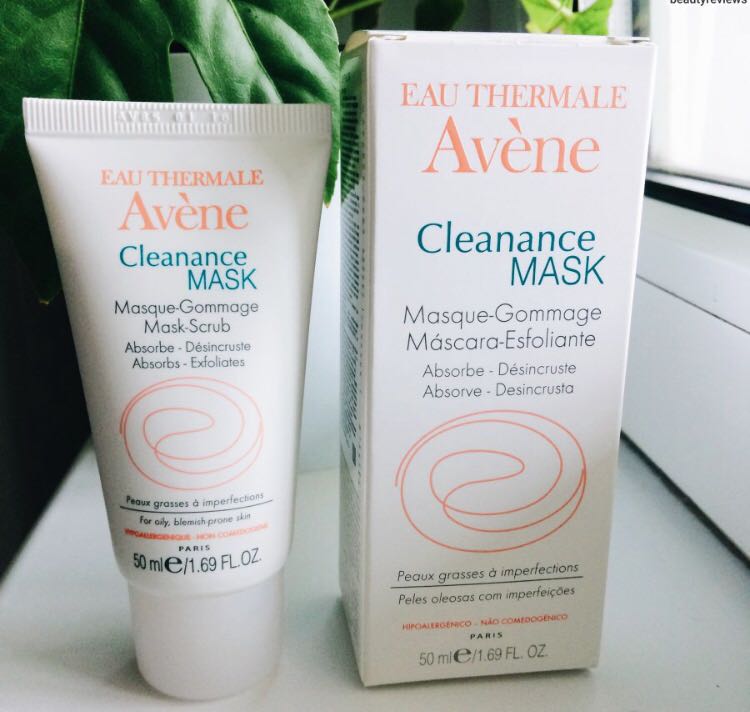 beautyreviews
EAU THERMALE
Avène
Cleanance
MASK
Masque-Gommage
Mask-Scrub
Absorbe - Désincruste
Absorbs - Exfoliates
Peaux grasses à imperfections
For oily, blemish-prone skin
HYPOALLERGENIQUE - NON COMEDOGENE
PARIS
50 ml e/1.69 FL.OZ.
EAU THERMALE
Avène
Cleanance
MASK
Masque-Gommage
Máscara-Esfoliante
Absorbe - Désincruste
Absorve - Desincrusta
Peaux grasses à imperfections
Peles oleosas com imperfeições
HIPOALERGÉNICO - NÃO COMEDOGÉNICO
PARIS
50 ml e/1.69 FL. OZ.